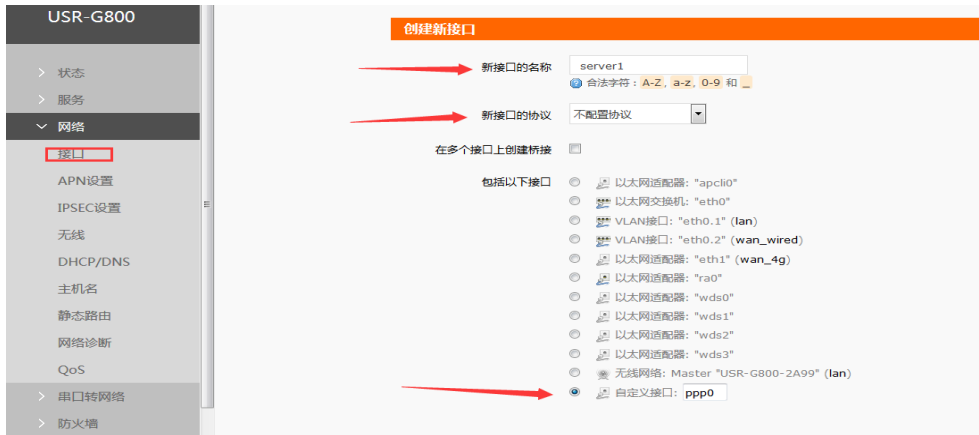 USR-G800
状态
服务
网络
接口
APN设置
IPSEC设置
无线
DHCP/DNS
主机名
静态路由
网络诊断
QoS
串口转网络
防火墙
创建新接口
新接口的名称 server1
合法字符：A-Z, a-z, 0-9 和 _
新接口的协议 不配置协议
在多个接口上创建桥接
包括以下接口
以太网适配器: "apcli0"
以太网交换机: "eth0"
VLAN接口: "eth0.1" (lan)
VLAN接口: "eth0.2" (wan_wired)
以太网适配器: "eth1" (wan_4g)
以太网适配器: "ra0"
以太网适配器: "wds0"
以太网适配器: "wds1"
以太网适配器: "wds2"
以太网适配器: "wds3"
无线网络: Master "USR-G800-2A99" (lan)
自定义接口: ppp0